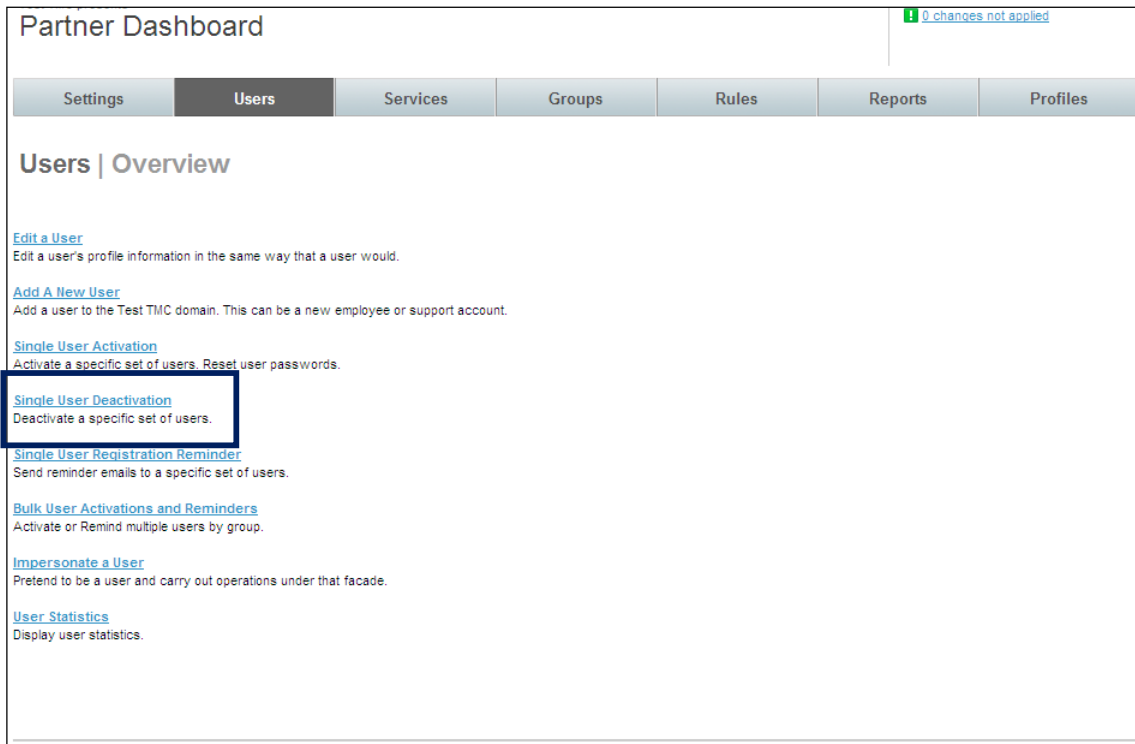 Partner Dashboard
0 changes not applied
Settings Users Services Groups Rules Reports Profiles
Users | Overview
Edit a User
Edit a user's profile information in the same way that a user would.
Add A New User
Add a user to the Test TMC domain. This can be a new employee or support account.
Single User Activation
Activate a specific set of users. Reset user passwords.
Single User Deactivation
Deactivate a specific set of users.
Single User Registration Reminder
Send reminder emails to a specific set of users.
Bulk User Activations and Reminders
Activate or Remind multiple users by group.
Impersonate a User
Pretend to be a user and carry out operations under that facade.
User Statistics
Display user statistics.